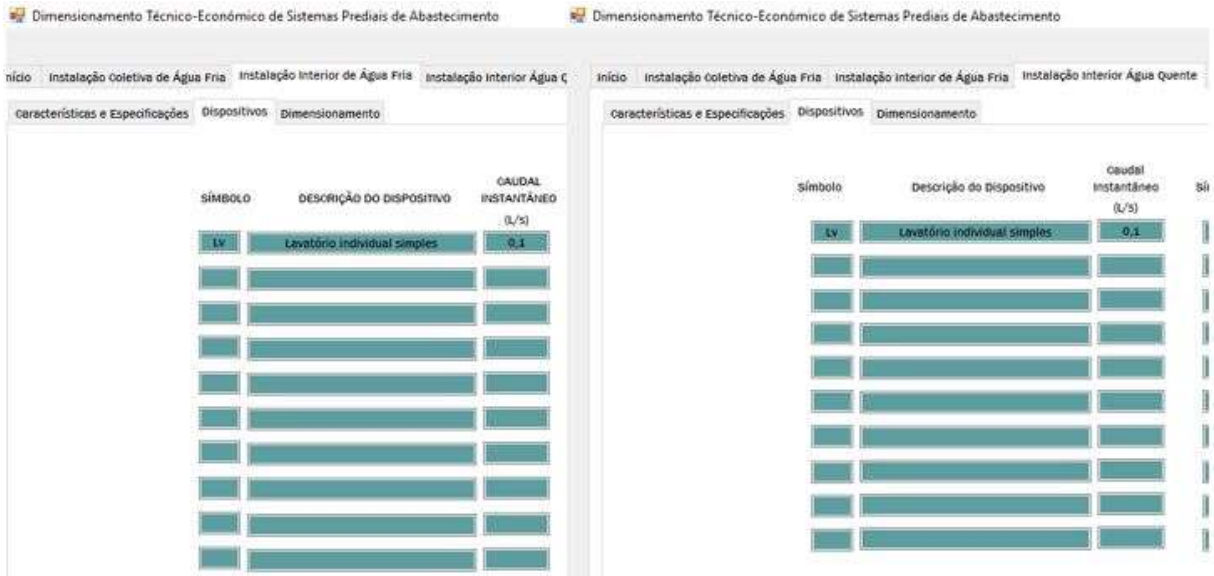 Dimensionamento Técnico-Económico de Sistemas Prediais de Abastecimento
nício Instalação Coletiva de Água Fria Instalação Interior de Água Fria Instalação Interior Água Q
Características e Especificações Dispositivos Dimensionamento
SÍMBOLO DESCRIÇÃO DO DISPOSITIVO CAUDAL INSTANTÂNEO
(L/s)
Lv Lavatório individual simples 0,1
Dimensionamento Técnico-Económico de Sistemas Prediais de Abastecimento
Início Instalação Coletiva de Água Fria Instalação Interior de Água Fria Instalação Interior Água Quente
Características e Especificações Dispositivos Dimensionamento
Símbolo Descrição do Dispositivo Caudal Instantâneo Sí
(L/s)
Lv Lavatório individual simples 0,1